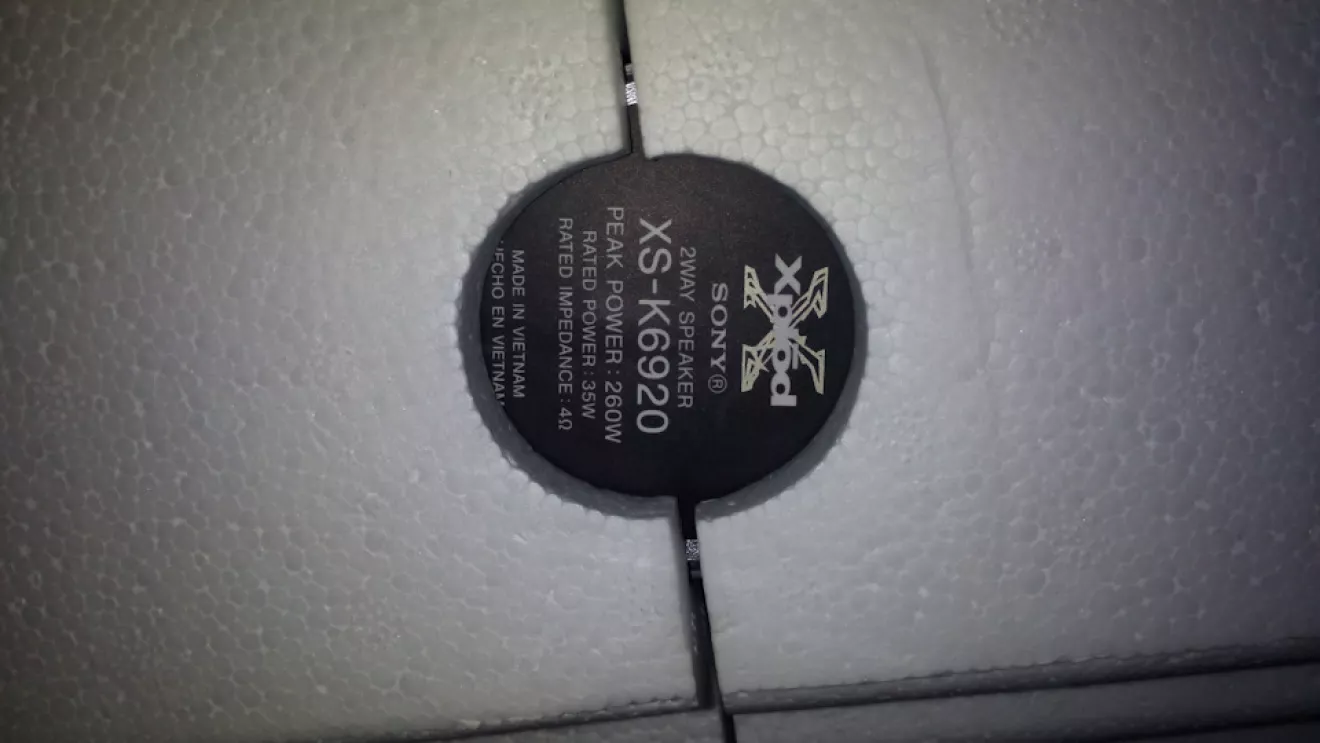 Xplod
SONY®
2WAY SPEAKER
XS-K6920
PEAK POWER : 260W
RATED POWER : 35W
RATED IMPEDANCE : 4Ω
MADE IN VIETNAM
HECHO EN VIETNAM